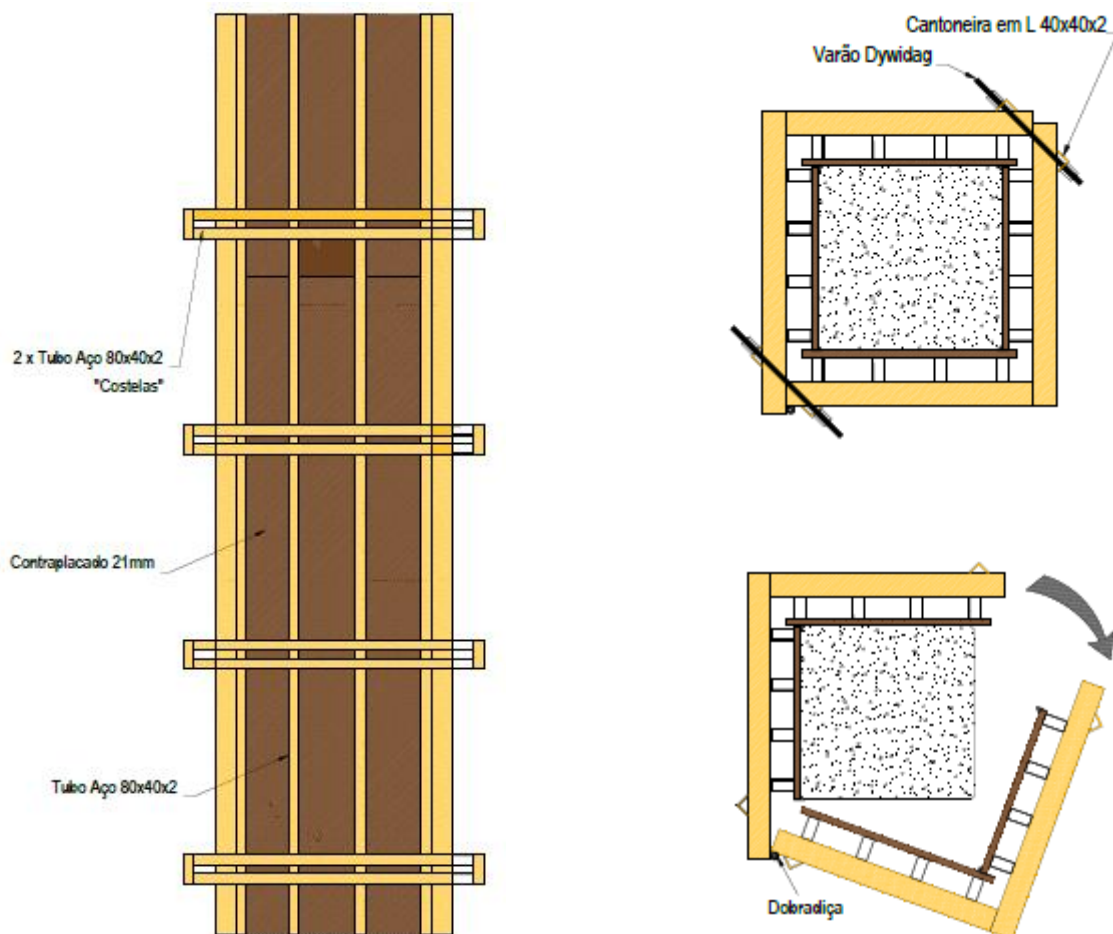 Cantoneira em L 40x40x2
Varão Dywidag
2 x Tubo Aço 80x40x2
"Costelas"
Contraplacado 21mm
Tubo Aço 80x40x2
Dobradiça